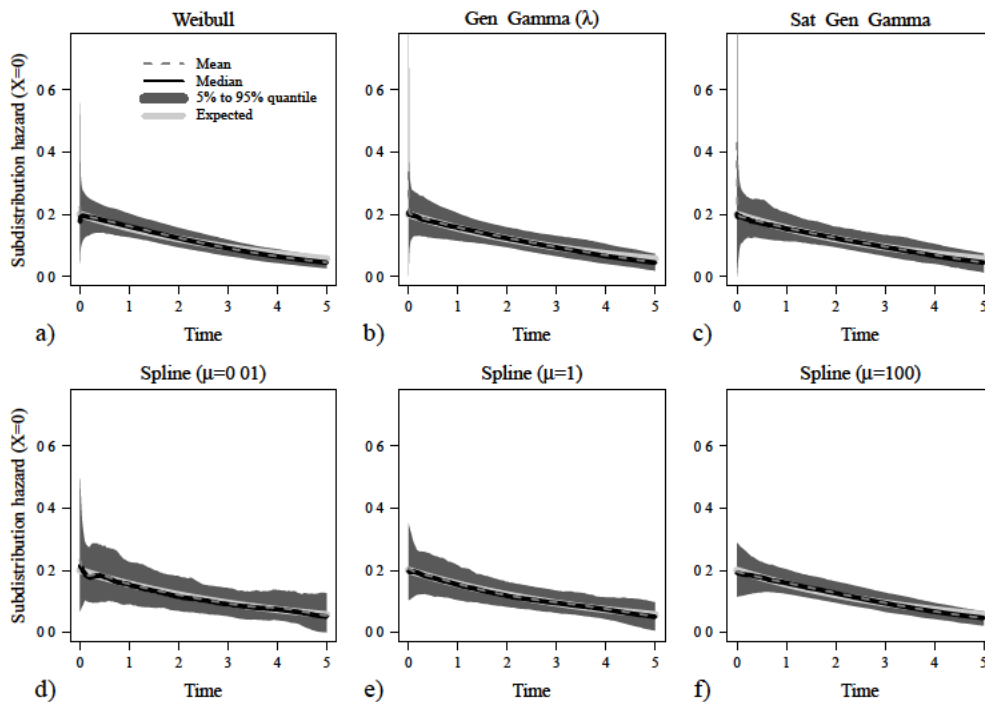 Weibull
Gen Gamma (λ)
Sat Gen Gamma
Subdistribution hazard (X=0)
0 6
0 4
0 2
0 0
Mean
Median
5% to 95% quantile
Expected
0 1 2 3 4 5
a) Time
0 6
0 4
0 2
0 0
0 1 2 3 4 5
b) Time
0 6
0 4
0 2
0 0
0 1 2 3 4 5
c) Time
Spline (μ=0 01)
Spline (μ=1)
Spline (μ=100)
Subdistribution hazard (X=0)
0 6
0 4
0 2
0 0
0 1 2 3 4 5
d) Time
0 6
0 4
0 2
0 0
0 1 2 3 4 5
e) Time
0 6
0 4
0 2
0 0
0 1 2 3 4 5
f) Time